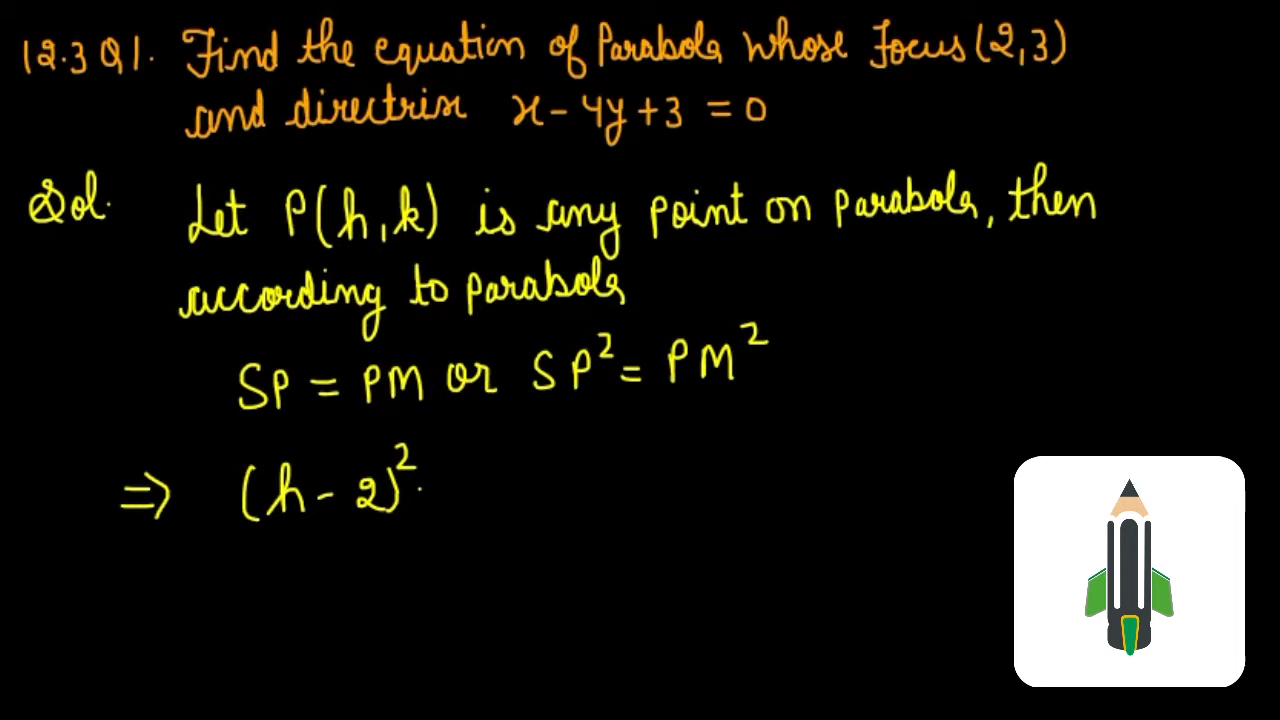 12.3 Q1. Find the equation of Parabola whose Focus (2,3)
and directrix x - 4y + 3 = 0
Sol. Let P(h,k) is any point on parabola, then
according to parabola
SP = PM or SP² = PM²
⇒ (h - 2)²